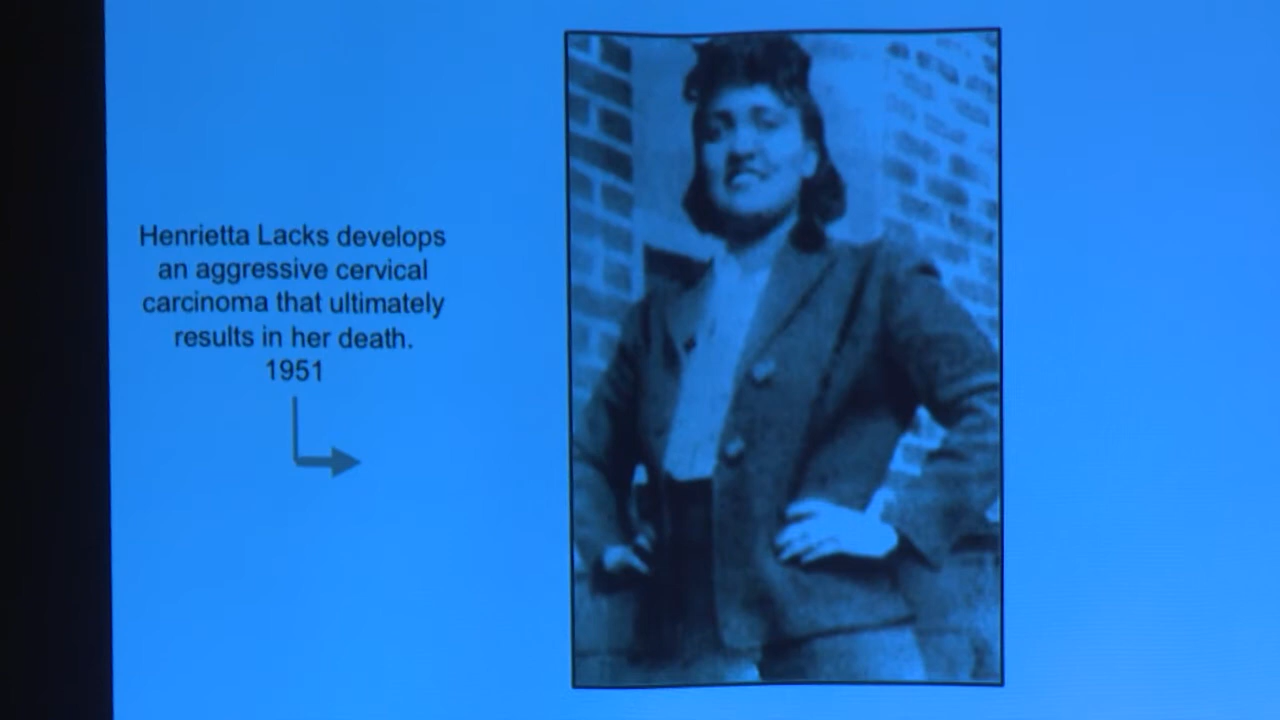 Henrietta Lacks develops
an aggressive cervical
carcinoma that ultimately
results in her death.
1951